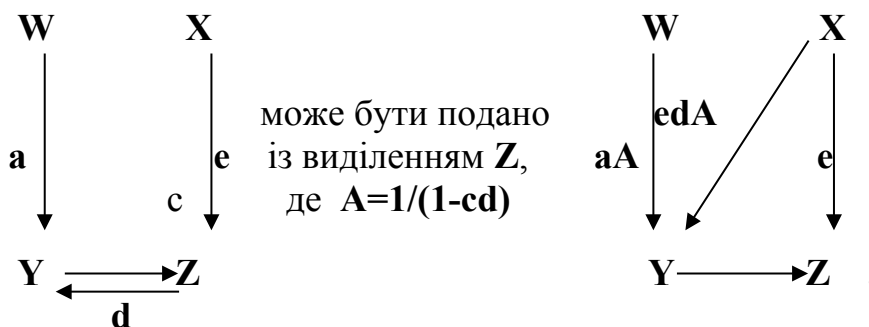 W X W X
може бути подано edA
a e із виділенням Z, aA e
c де A=1/(1-cd)
Y Z Y Z
d